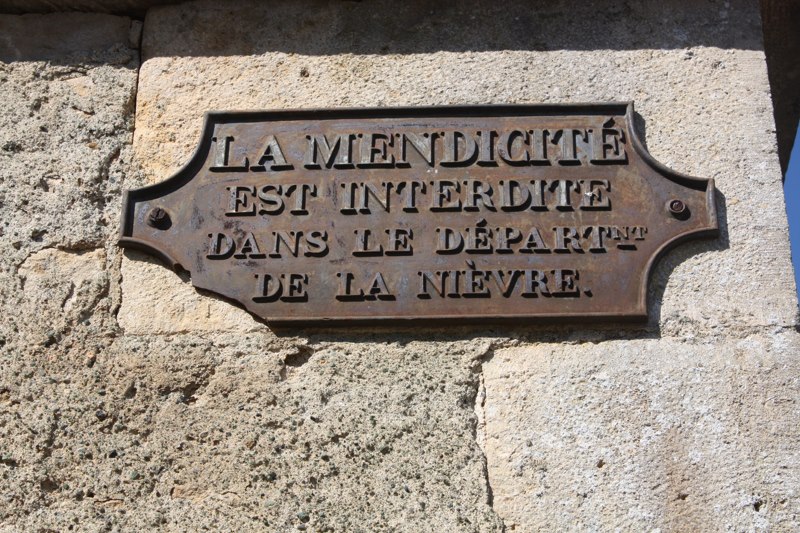 LA MENDICITÉ
EST INTERDITE
DANS LE DÉPARTNT
DE LA NIÈVRE.